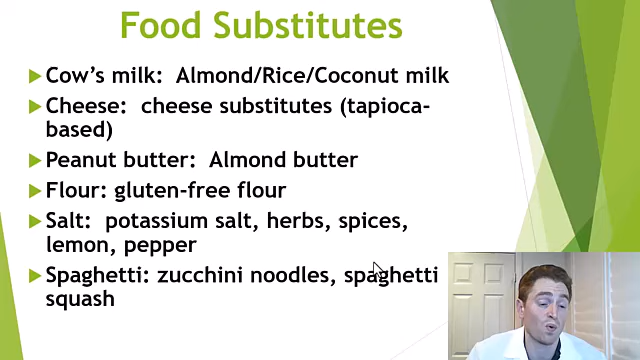 Food Substitutes
Cow's milk:  Almond/Rice/Coconut milk
Cheese:  cheese substitutes (tapioca-
based)
Peanut butter:  Almond butter
Flour: gluten-free flour
Salt:  potassium salt, herbs, spices,
lemon, pepper
Spaghetti: zucchini noodles, spaghetti
squash